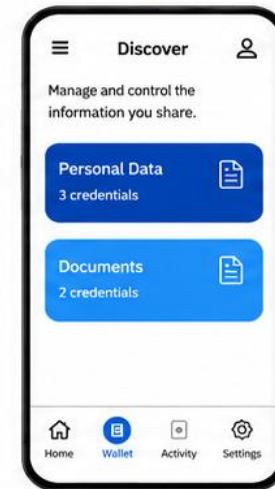 Discover
Manage and control the
information you share.
Personal Data
3 credentials
Documents
2 credentials
Home
Wallet
Activity
Settings